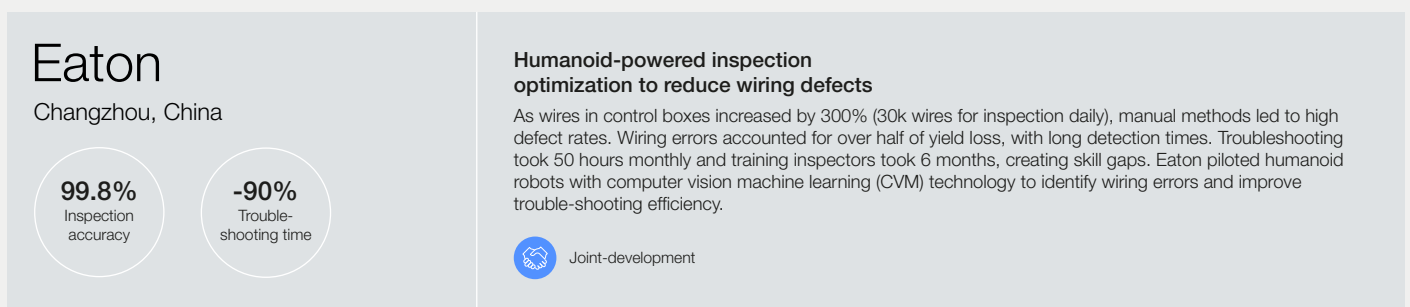 Eaton
Changzhou, China
99.8%
Inspection
accuracy
-90%
Trouble-
shooting time
Humanoid-powered inspection
optimization to reduce wiring defects
As wires in control boxes increased by 300% (30k wires for inspection daily), manual methods led to high
defect rates. Wiring errors accounted for over half of yield loss, with long detection times. Troubleshooting
took 50 hours monthly and training inspectors took 6 months, creating skill gaps. Eaton piloted humanoid
robots with computer vision machine learning (CVM) technology to identify wiring errors and improve
trouble-shooting efficiency.
Joint-development